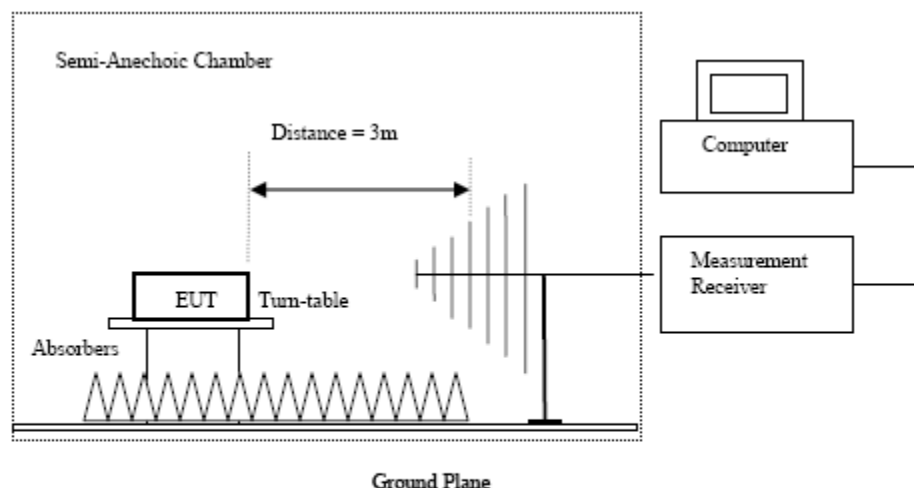 Semi-Anechoic Chamber
Distance = 3m
Computer
Measurement
Receiver
EUT
Turn-table
Absorbers
Ground Plane